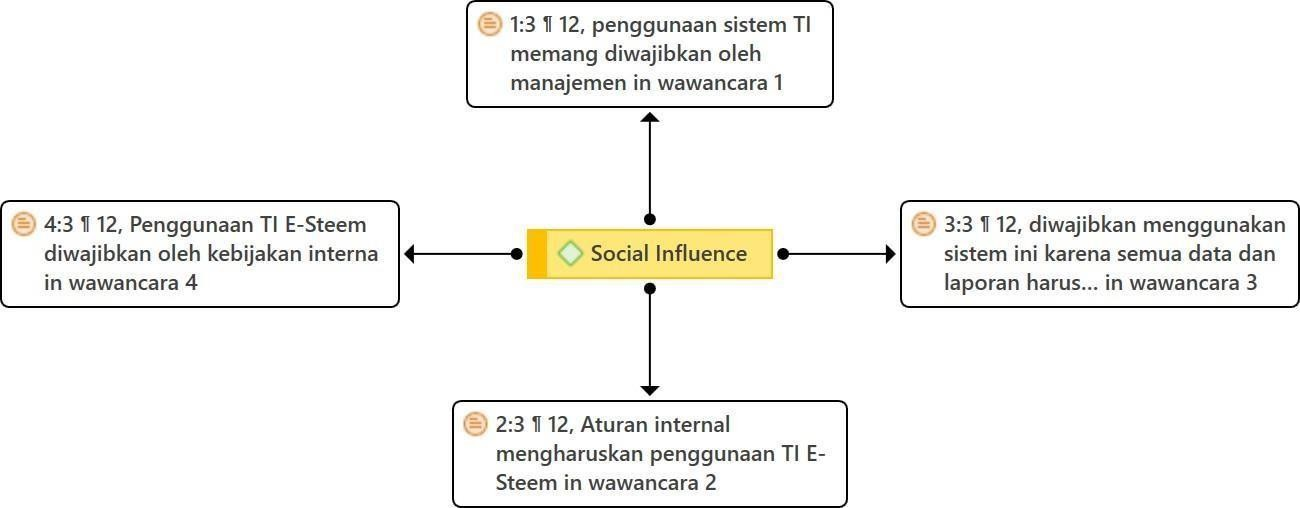 1:3 ¶ 12, penggunaan sistem TI
memang diwajibkan oleh
manajemen in wawancara 1
4:3 ¶ 12, Penggunaan TI E-Steem
diwajibkan oleh kebijakan interna
in wawancara 4
Social Influence
3:3 ¶ 12, diwajibkan menggunakan
sistem ini karena semua data dan
laporan harus... in wawancara 3
2:3 ¶ 12, Aturan internal
mengharuskan penggunaan TI E-
Steem in wawancara 2